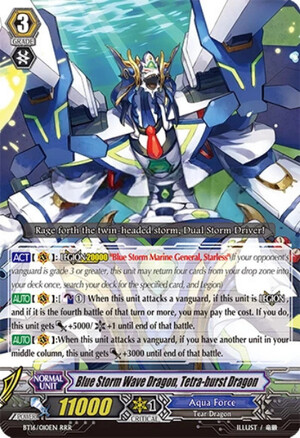 3
GRADE
Rage forth the twin-headed storm, Dual Storm Driver!
ACT 1: LEGION 20000 "Blue Storm Marine General, Starless" If your opponent's
vanguard is grade 3 or greater, this unit may return four cards from your drop zone into
your deck once, search your deck for the specified card, and Legion)
AUTO 1: [ 1] When this unit attacks a vanguard, if this unit is LEGION,
and if it is the fourth battle of that turn or more, you may pay the cost. If you do,
this unit gets +5000/ +1 until end of that battle.
AUTO 1: When this unit attacks a vanguard, if you have another unit in your
middle column, this unit gets +3000 until end of that battle.
NORMAL UNIT
Blue Storm Wave Dragon, Tetra-burst Dragon
11000
1
CRITICAL
Aqua Force
Tear Dragon
BT16/010EN RRR
ILLUST /